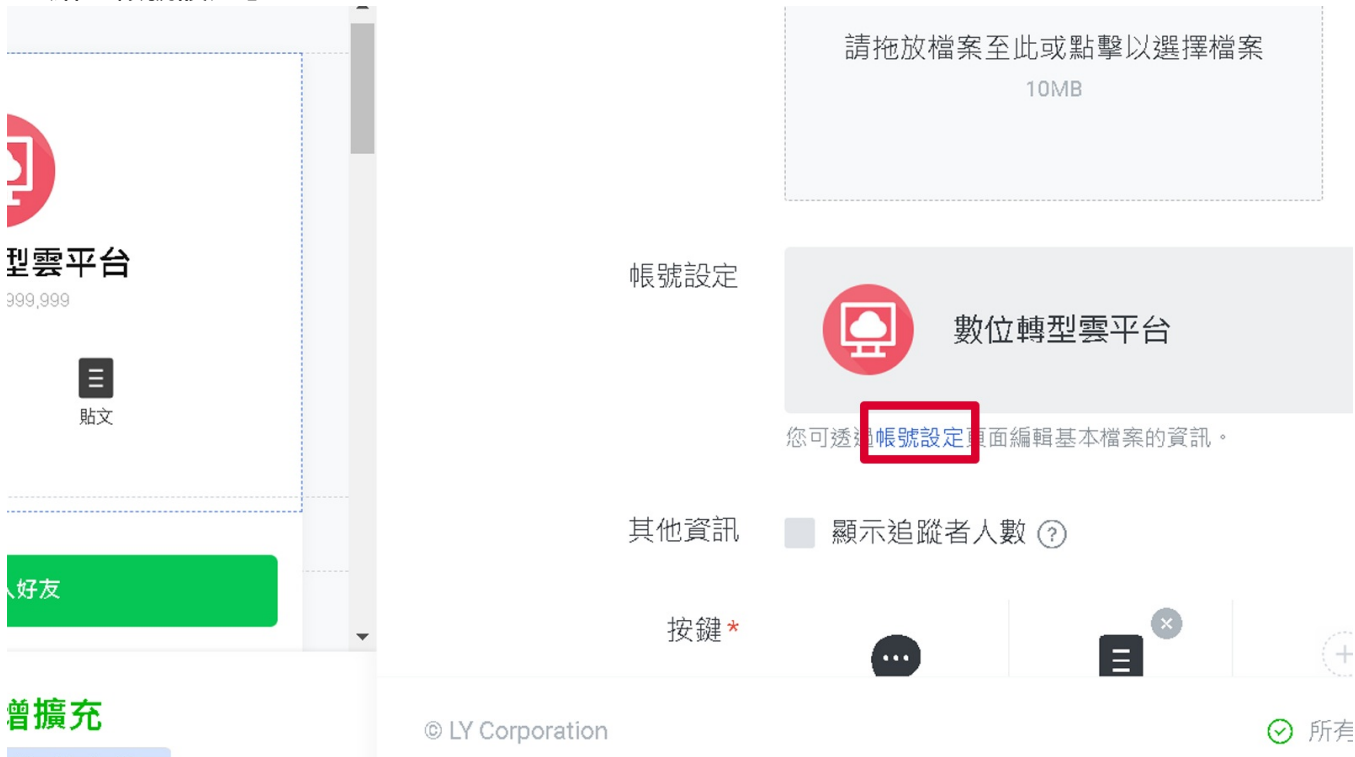 請拖放檔案至此或點擊以選擇檔案
10MB
型雲平台
999,999
貼文
帳號設定
數位轉型雲平台
您可透過帳號設定頁面編輯基本檔案的資訊。
其他資訊
顯示追蹤者人數 ?
好友
按鍵*
增擴充
© LY Corporation
所有